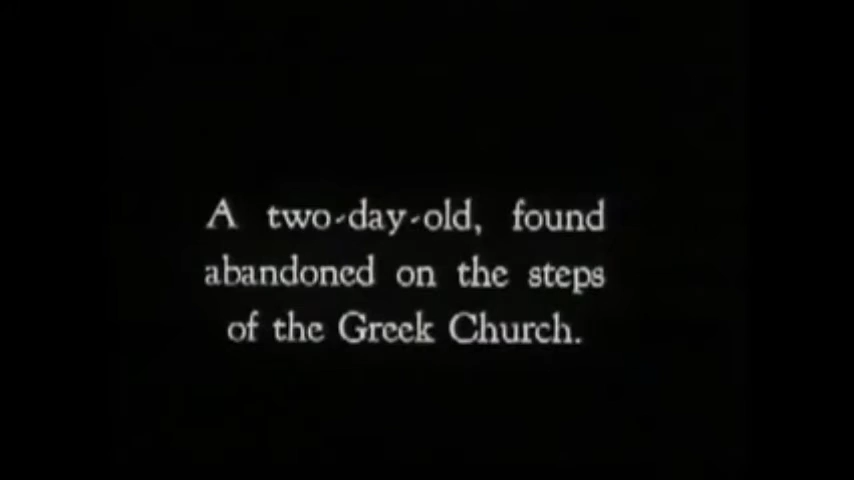 A two-day-old, found
abandoned on the steps
of the Greek Church.